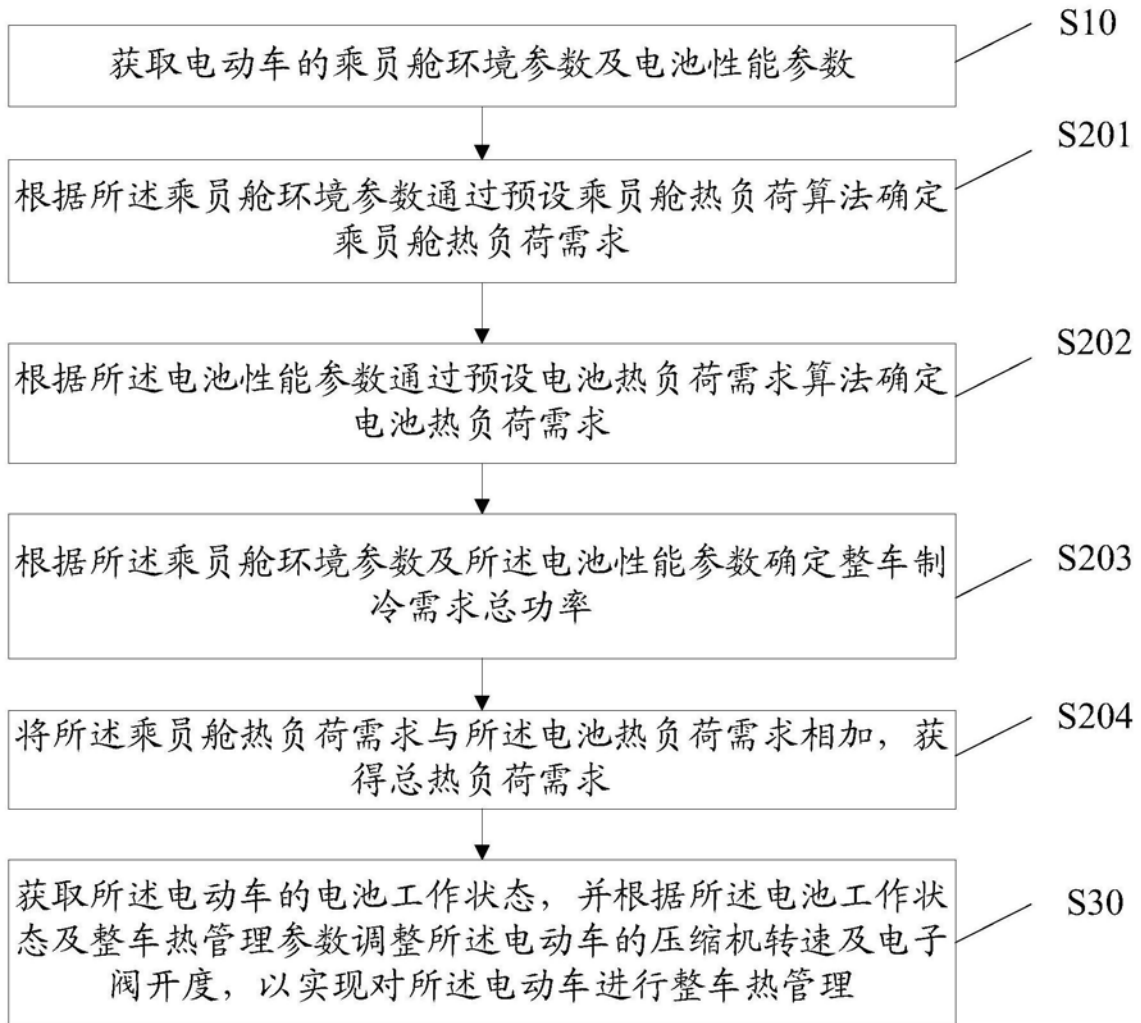 S10
获取电动车的乘员舱环境参数及电池性能参数
S201
根据所述乘员舱环境参数通过预设乘员舱热负荷算法确定
乘员舱热负荷需求
S202
根据所述电池性能参数通过预设电池热负荷需求算法确定
电池热负荷需求
S203
根据所述乘员舱环境参数及所述电池性能参数确定整车制
冷需求总功率
S204
将所述乘员舱热负荷需求与所述电池热负荷需求相加，获
得总热负荷需求
S30
获取所述电动车的电池工作状态，并根据所述电池工作状
态及整车热管理参数调整所述电动车的压缩机转速及电子
阀开度，以实现对所述电动车进行整车热管理